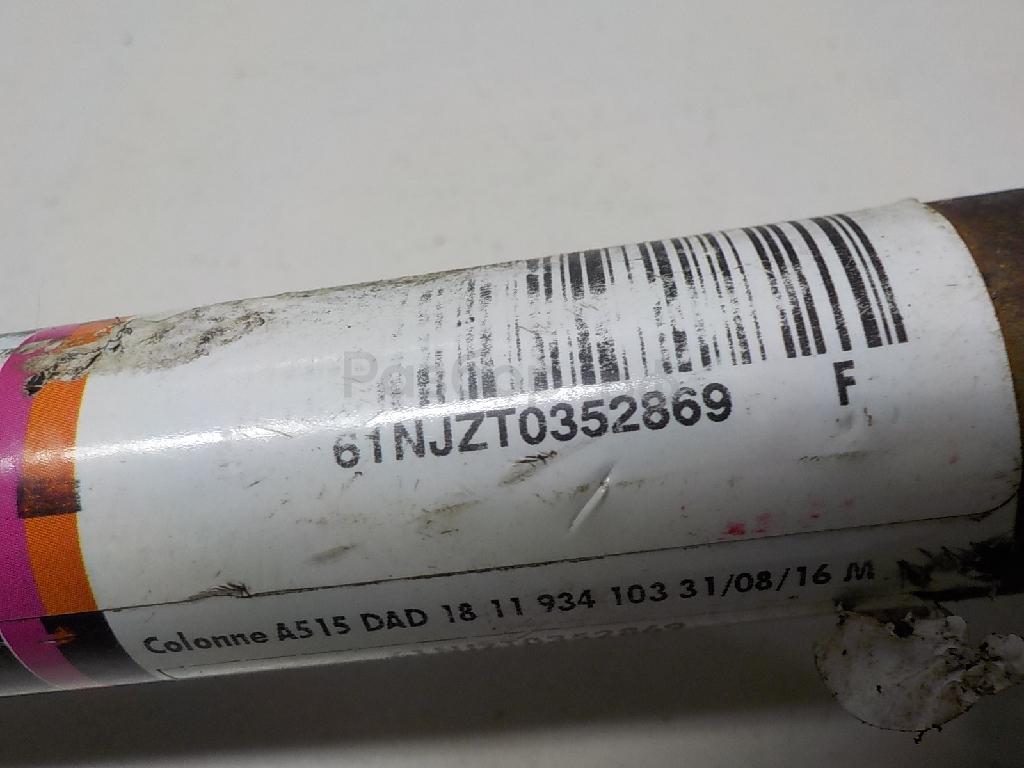 61NJZT0352869
F
Colonne A515 DAD 18 11 934 103 31/08/16 M